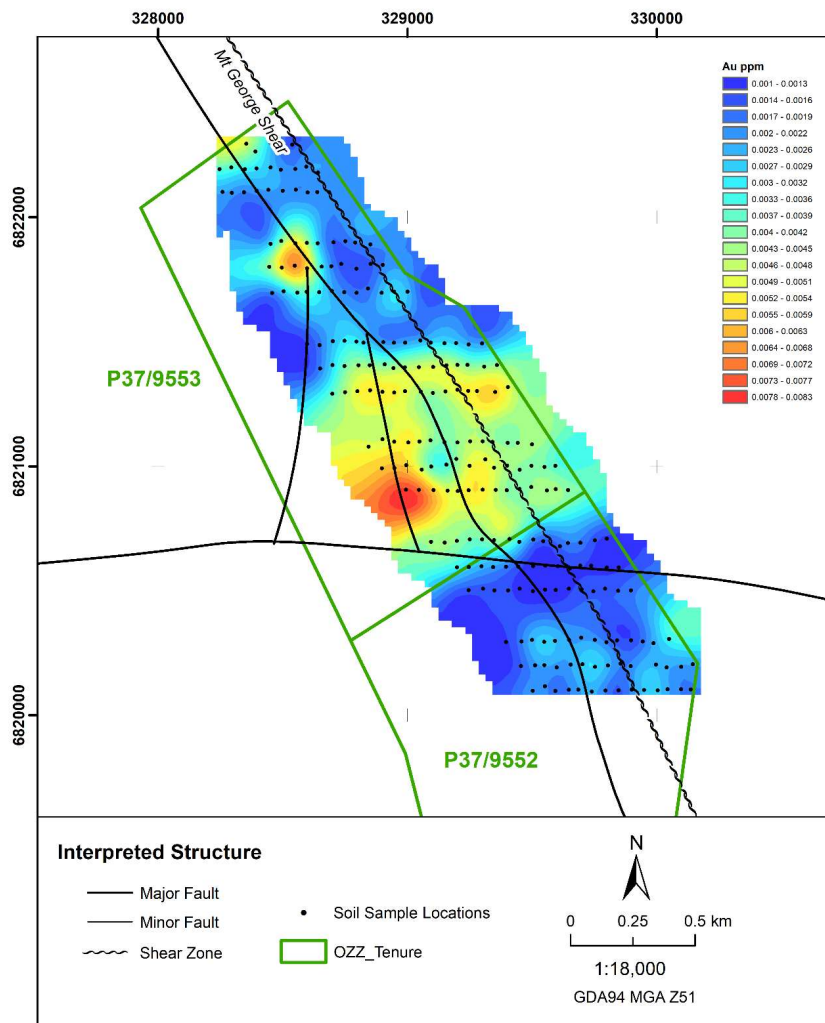 328000
329000
330000
Mt George Shear
Au ppm
0.001 - 0.0013
0.0014 - 0.0016
0.0017 - 0.0019
0.002 - 0.0022
0.0023 - 0.0026
0.0027 - 0.0029
0.003 - 0.0032
0.0033 - 0.0036
0.0037 - 0.0039
0.004 - 0.0042
0.0043 - 0.0045
0.0046 - 0.0048
0.0049 - 0.0051
0.0052 - 0.0054
0.0055 - 0.0059
0.006 - 0.0063
0.0064 - 0.0068
0.0069 - 0.0072
0.0073 - 0.0077
0.0078 - 0.0083
6822000
P37/9553
6821000
6820000
P37/9552
Interpreted Structure
Major Fault
Minor Fault
Shear Zone
Soil Sample Locations
OZZ_Tenure
N
0 0.25 0.5 km
1:18,000
GDA94 MGA Z51